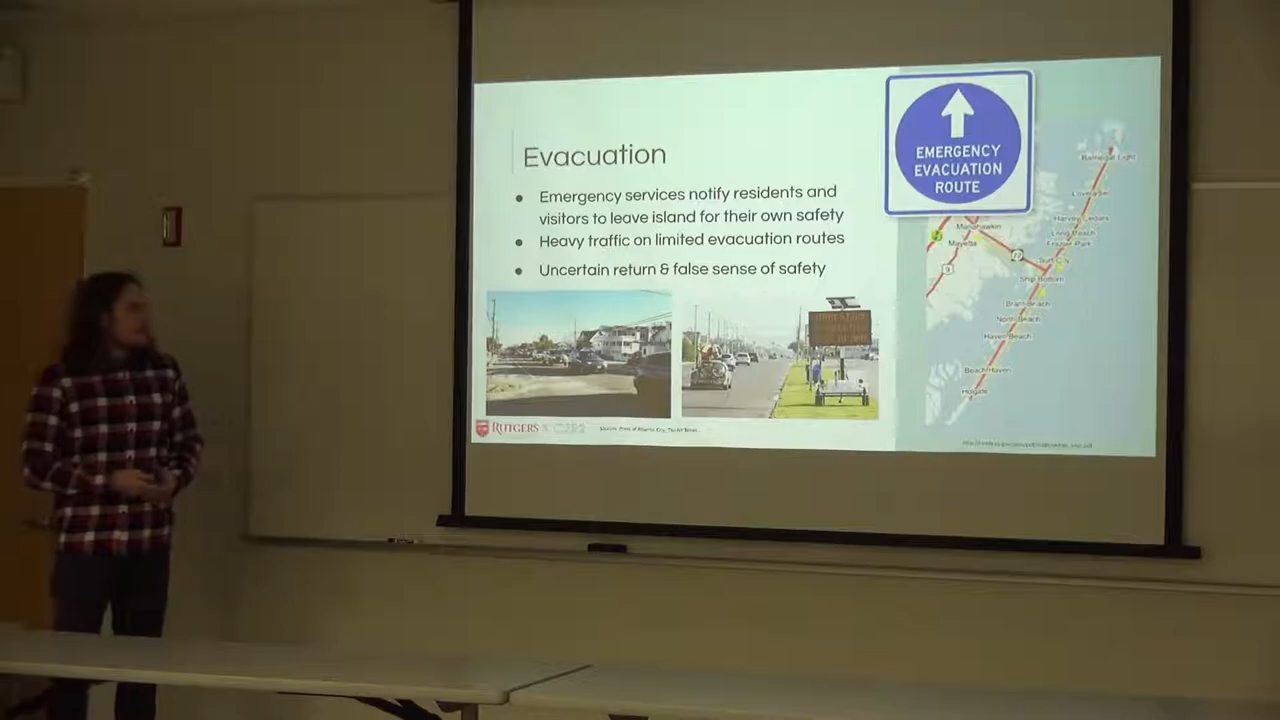 Evacuation
● Emergency services notify residents and
visitors to leave island for their own safety
● Heavy traffic on limited evacuation routes
● Uncertain return & false sense of safety
EMERGENCY
EVACUATION
ROUTE
Barnegat Light
Harvey Cedars
Manahawkin
Mayetta
Surf City
Ship Bottom
Brant Beach
North Beach
Haven Beach
Beach Haven
Holgate
RUTGERS